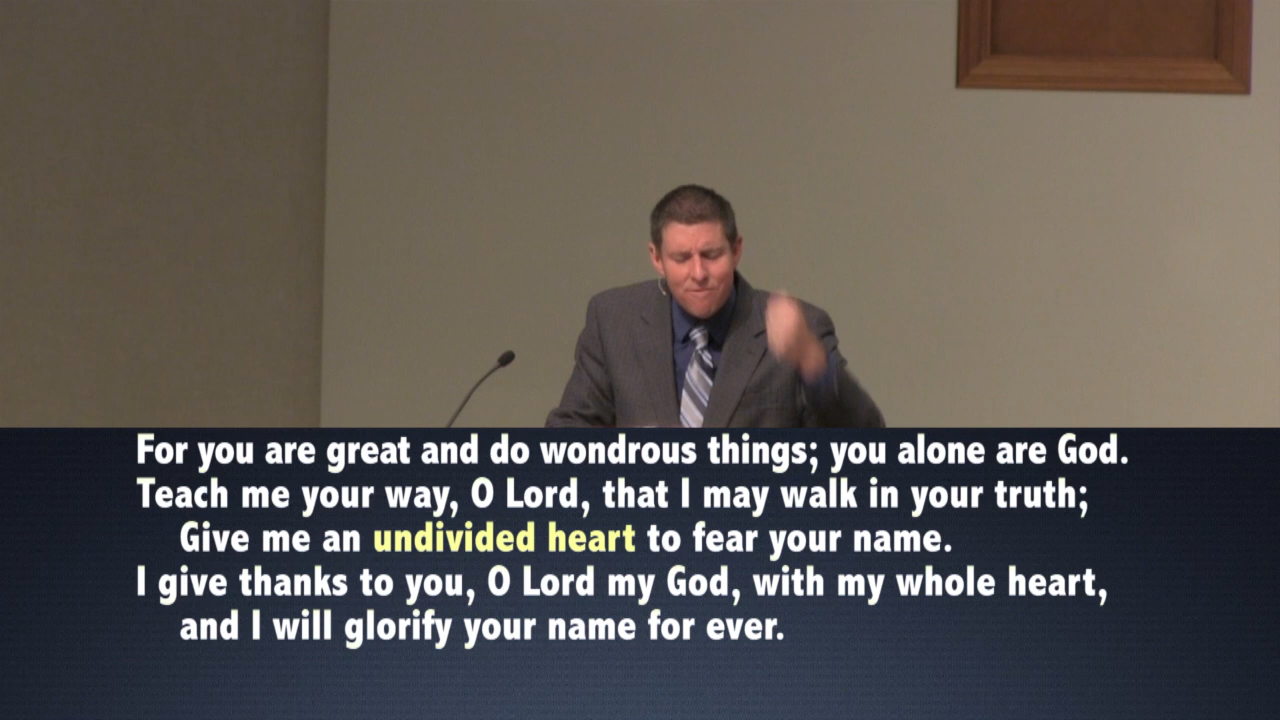 For you are great and do wondrous things; you alone are God.
Teach me your way, O Lord, that I may walk in your truth;
Give me an undivided heart to fear your name.
I give thanks to you, O Lord my God, with my whole heart,
and I will glorify your name for ever.